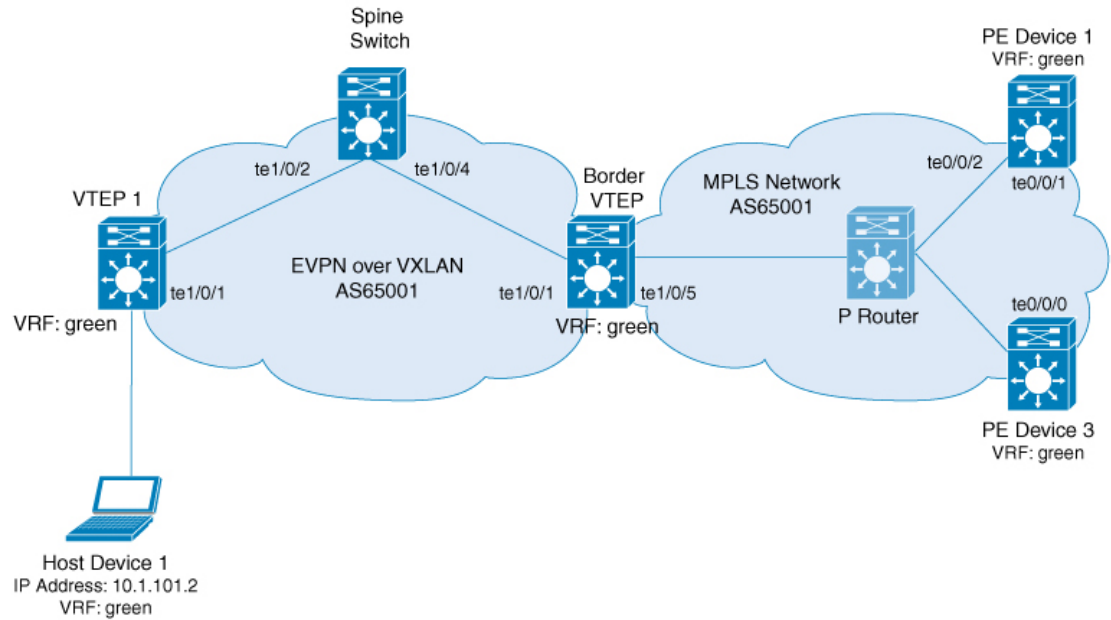 Spine
Switch
PE Device 1
VRF: green
te1/0/2
te1/0/4
te0/0/2
te0/0/1
VTEP 1
Border
VTEP
MPLS Network
AS65001
EVPN over VXLAN
AS65001
te1/0/1
te1/0/1
te1/0/5
VRF: green
VRF: green
P Router
te0/0/0
PE Device 3
VRF: green
Host Device 1
IP Address: 10.1.101.2
VRF: green